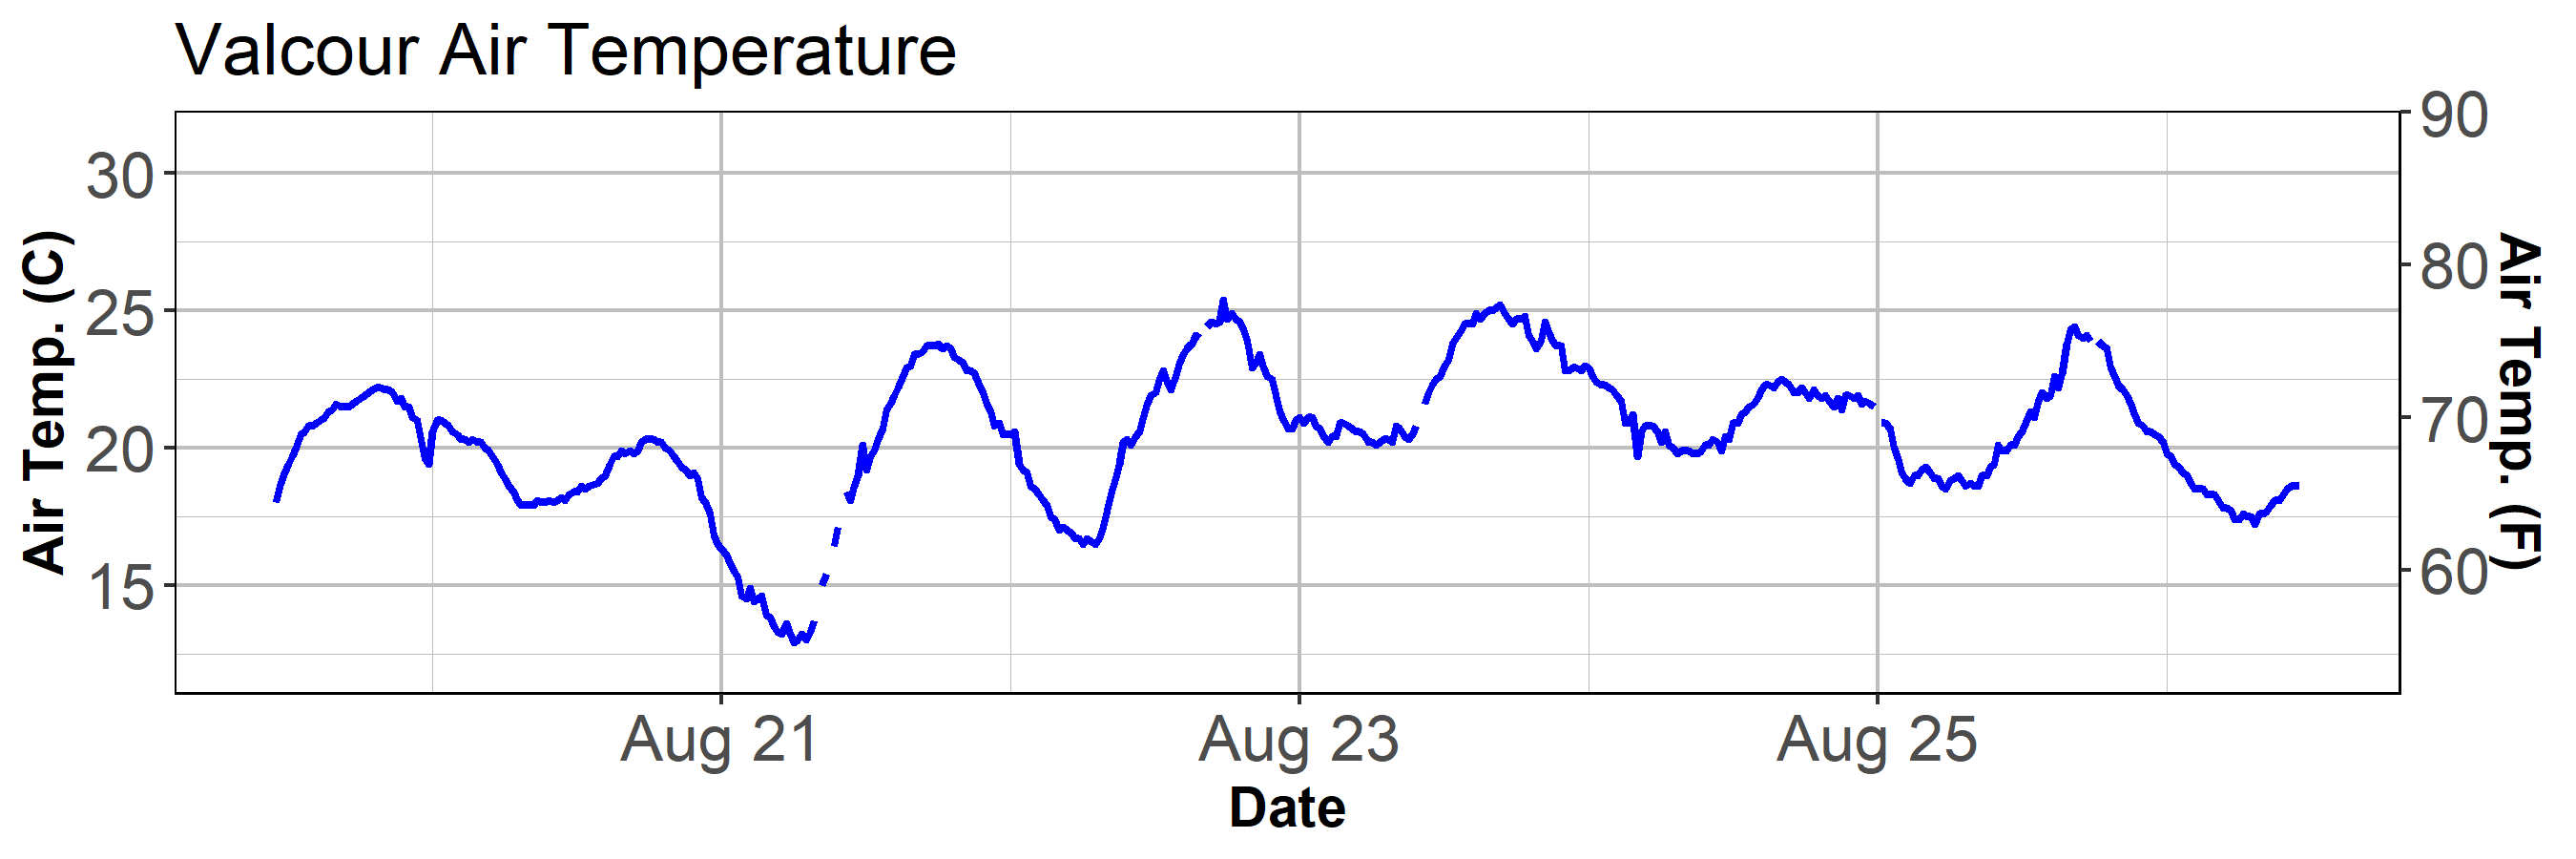 Valcour Air Temperature
Air Temp. (C)
30
25
20
15
90
80
70
60
Air Temp. (F)
Aug 21
Aug 23
Aug 25
Date